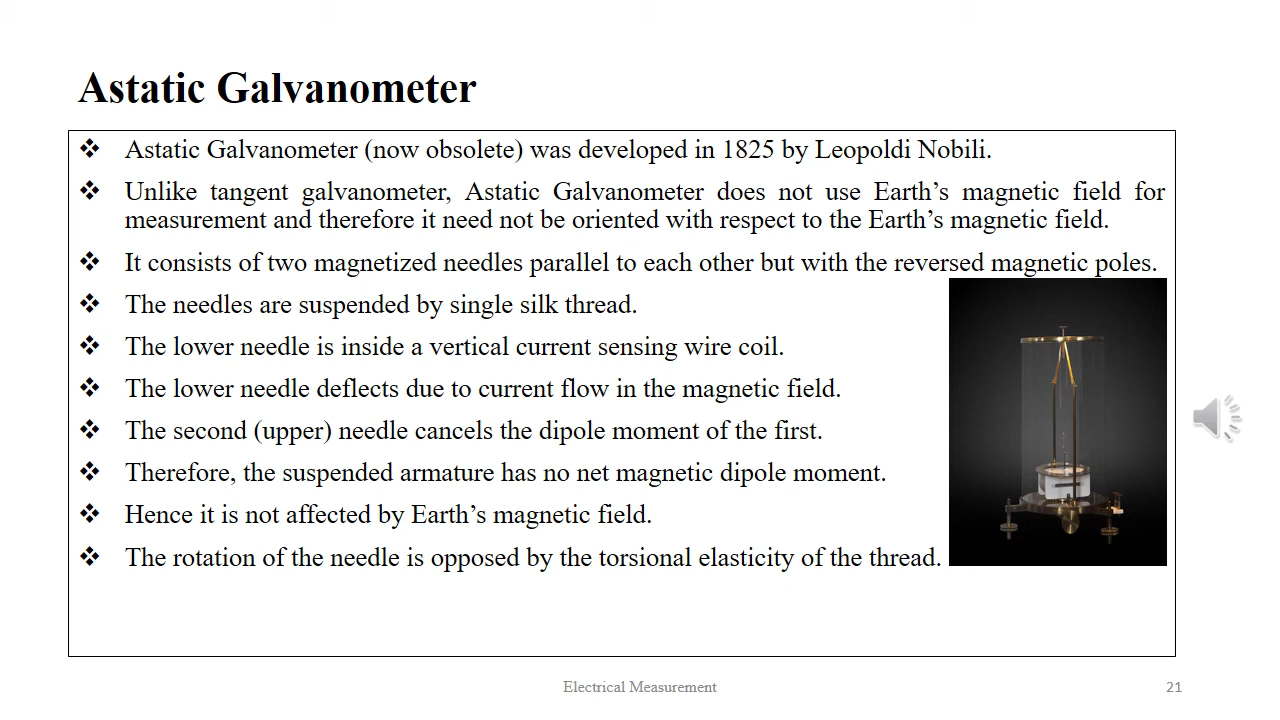 Astatic Galvanometer
❖ Astatic Galvanometer (now obsolete) was developed in 1825 by Leopoldi Nobili.
❖ Unlike tangent galvanometer, Astatic Galvanometer does not use Earth’s magnetic field for
measurement and therefore it need not be oriented with respect to the Earth’s magnetic field.
❖ It consists of two magnetized needles parallel to each other but with the reversed magnetic poles.
❖ The needles are suspended by single silk thread.
❖ The lower needle is inside a vertical current sensing wire coil.
❖ The lower needle deflects due to current flow in the magnetic field.
❖ The second (upper) needle cancels the dipole moment of the first.
❖ Therefore, the suspended armature has no net magnetic dipole moment.
❖ Hence it is not affected by Earth’s magnetic field.
❖ The rotation of the needle is opposed by the torsional elasticity of the thread.
Electrical Measurement
21